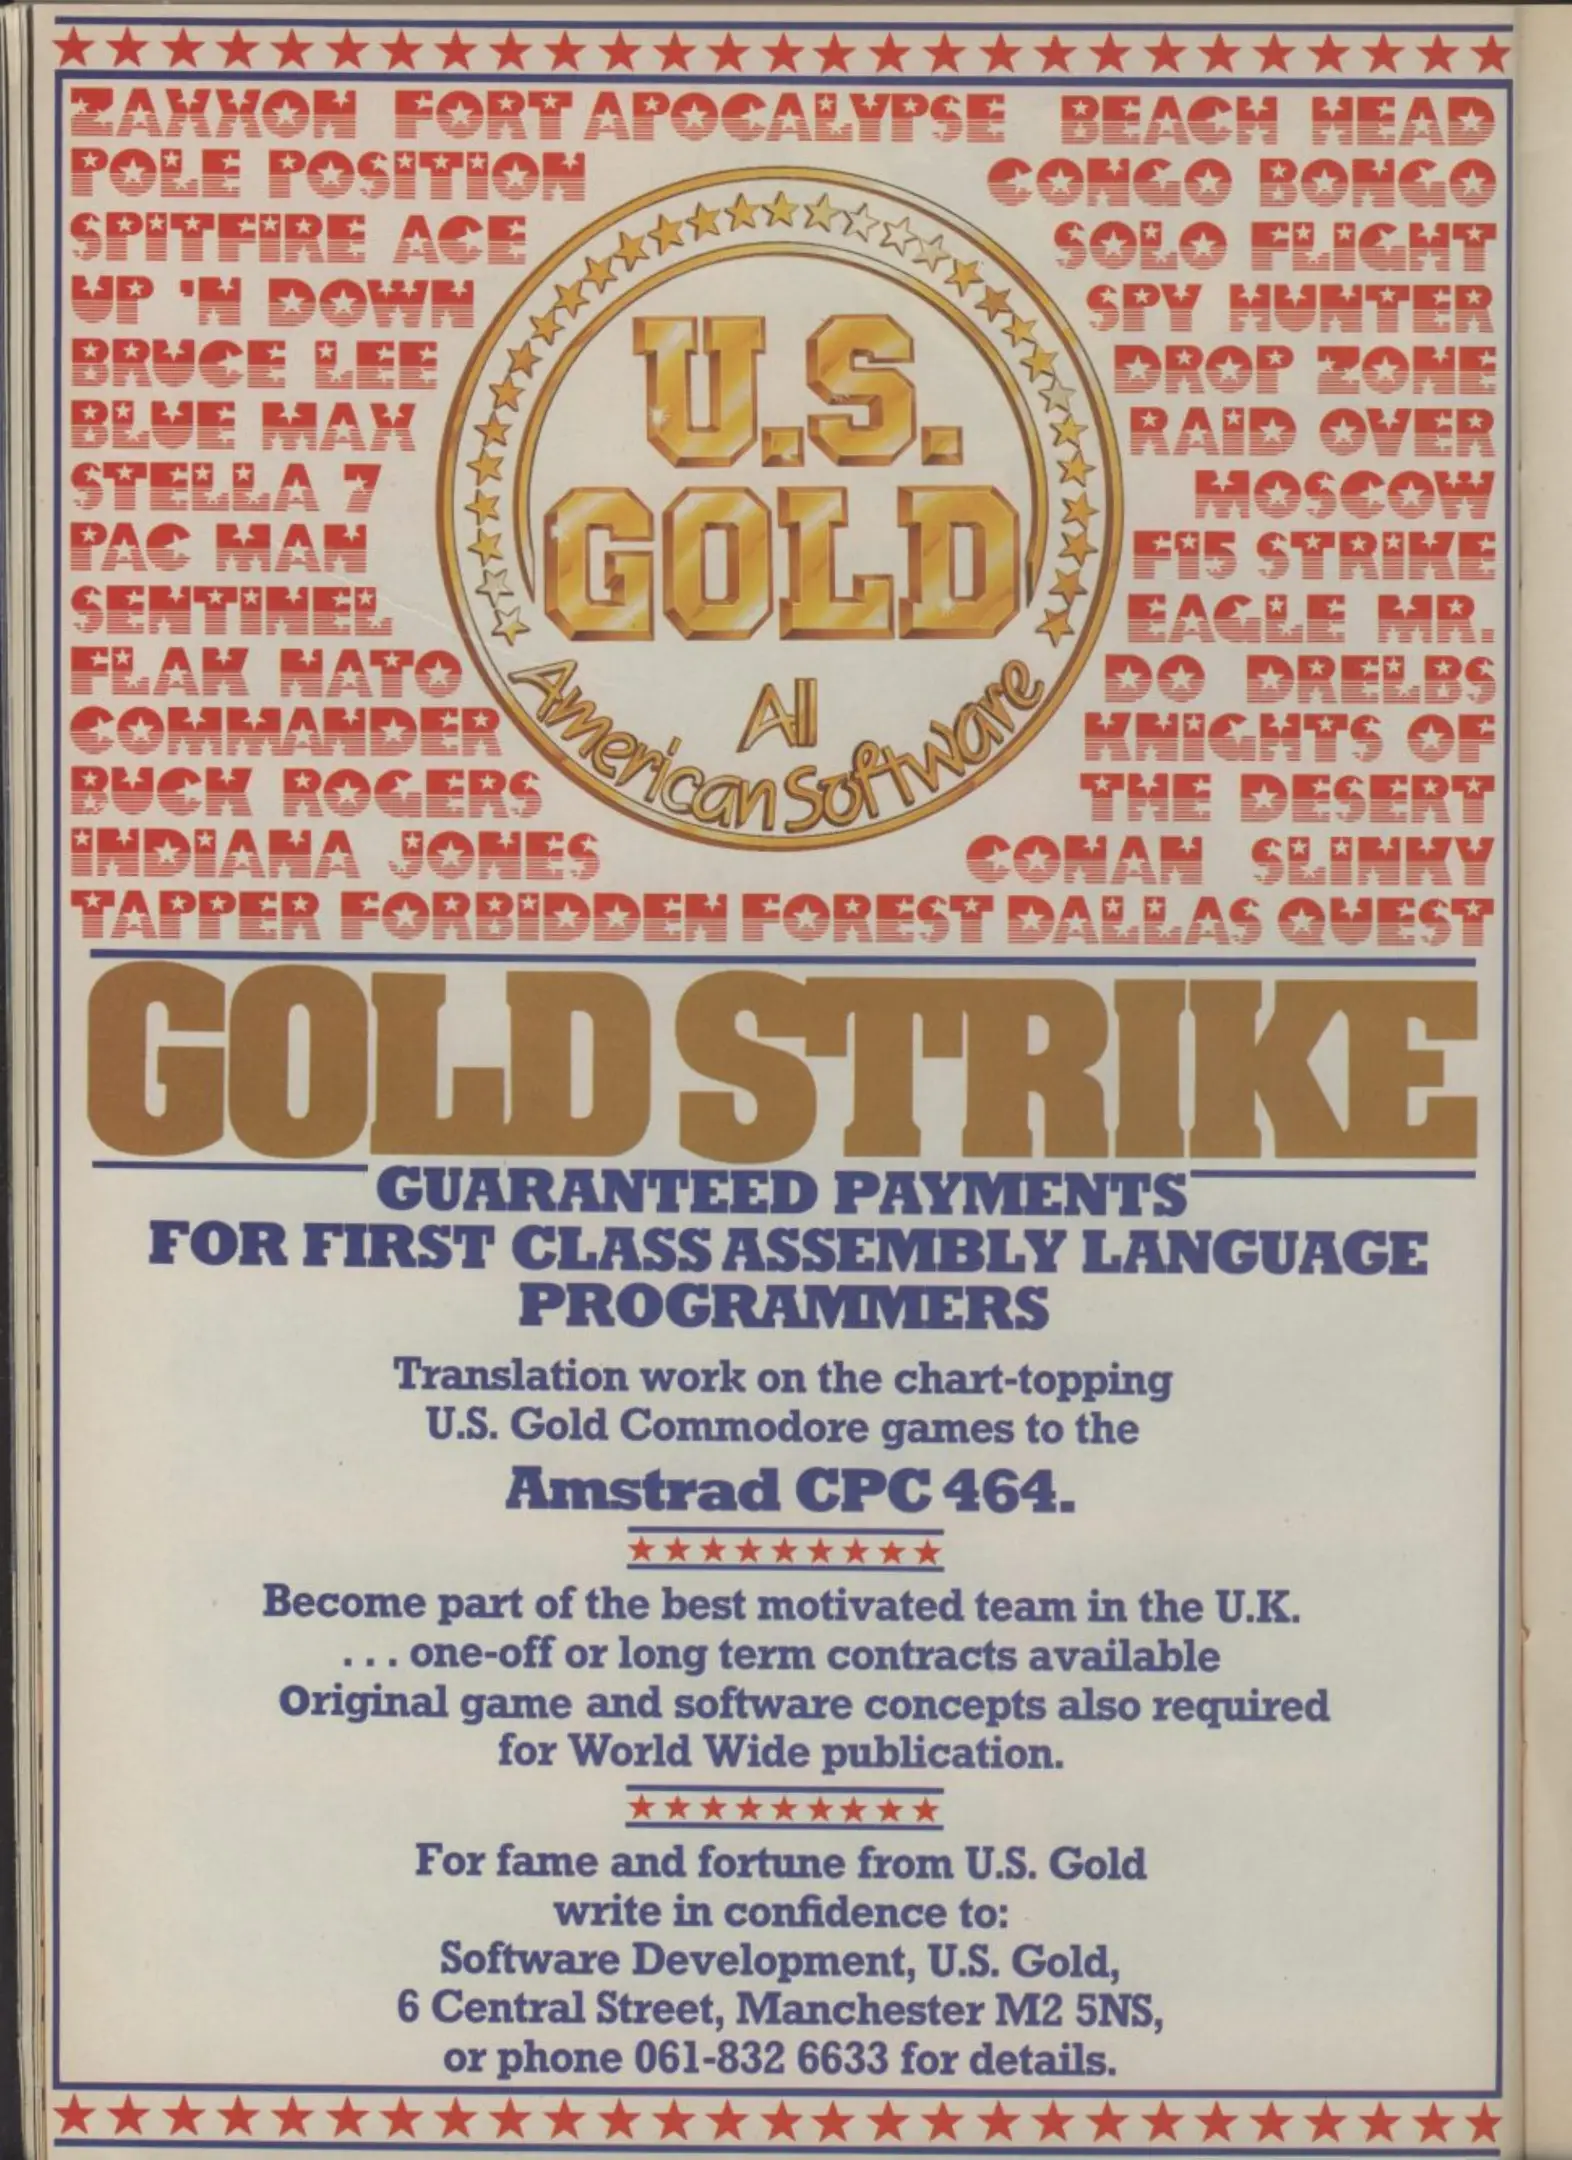 ZAXXON FORT APOCALYPSE BEACH HEAD
POLE POSITION
SPITFIRE ACE
UP 'N DOWN
BRUCE LEE
BLUE MAX
STELLA 7
PAC MAN
SENTINEL
FLAK NATO
COMMANDER
BUCK ROGERS
INDIANA JONES
CONGO BONGO
SOLO FLIGHT
SPY HUNTER
DROP ZONE
RAID OVER
MOSCOW
F15 STRIKE
EAGLE MR.
DO DRELBS
KNIGHTS OF
THE DESERT
CONAN SLINKY
U.S.
GOLD
All
American Software
TAPPER FORBIDDEN FOREST DALLAS QUEST
GOLD STRIKE
GUARANTEED PAYMENTS
FOR FIRST CLASS ASSEMBLY LANGUAGE
PROGRAMMERS
Translation work on the chart-topping
U.S. Gold Commodore games to the
Amstrad CPC 464.
Become part of the best motivated team in the U.K.
. . . one-off or long term contracts available
Original game and software concepts also required
for World Wide publication.
For fame and fortune from U.S. Gold
write in confidence to:
Software Development, U.S. Gold,
6 Central Street, Manchester M2 5NS,
or phone 061-832 6633 for details.